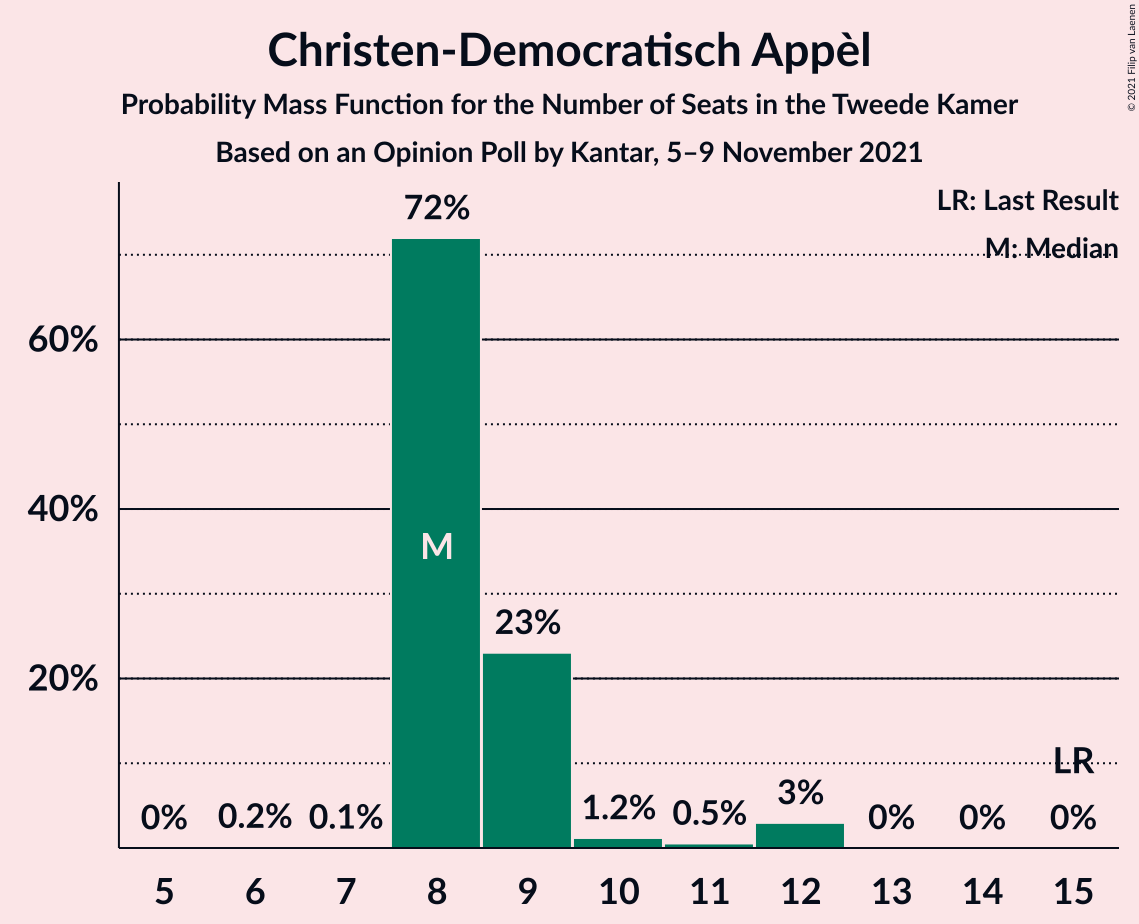 Christen-Democratisch Appèl
Probability Mass Function for the Number of Seats in the Tweede Kamer
Based on an Opinion Poll by Kantar, 5–9 November 2021
© 2021 Filip van Laenen
LR: Last Result
M: Median
60%
40%
20%
0%
0.2%
0.1%
72%
M
23%
1.2%
0.5%
3%
0%
0%
LR
0%
5 6 7 8 9 10 11 12 13 14 15